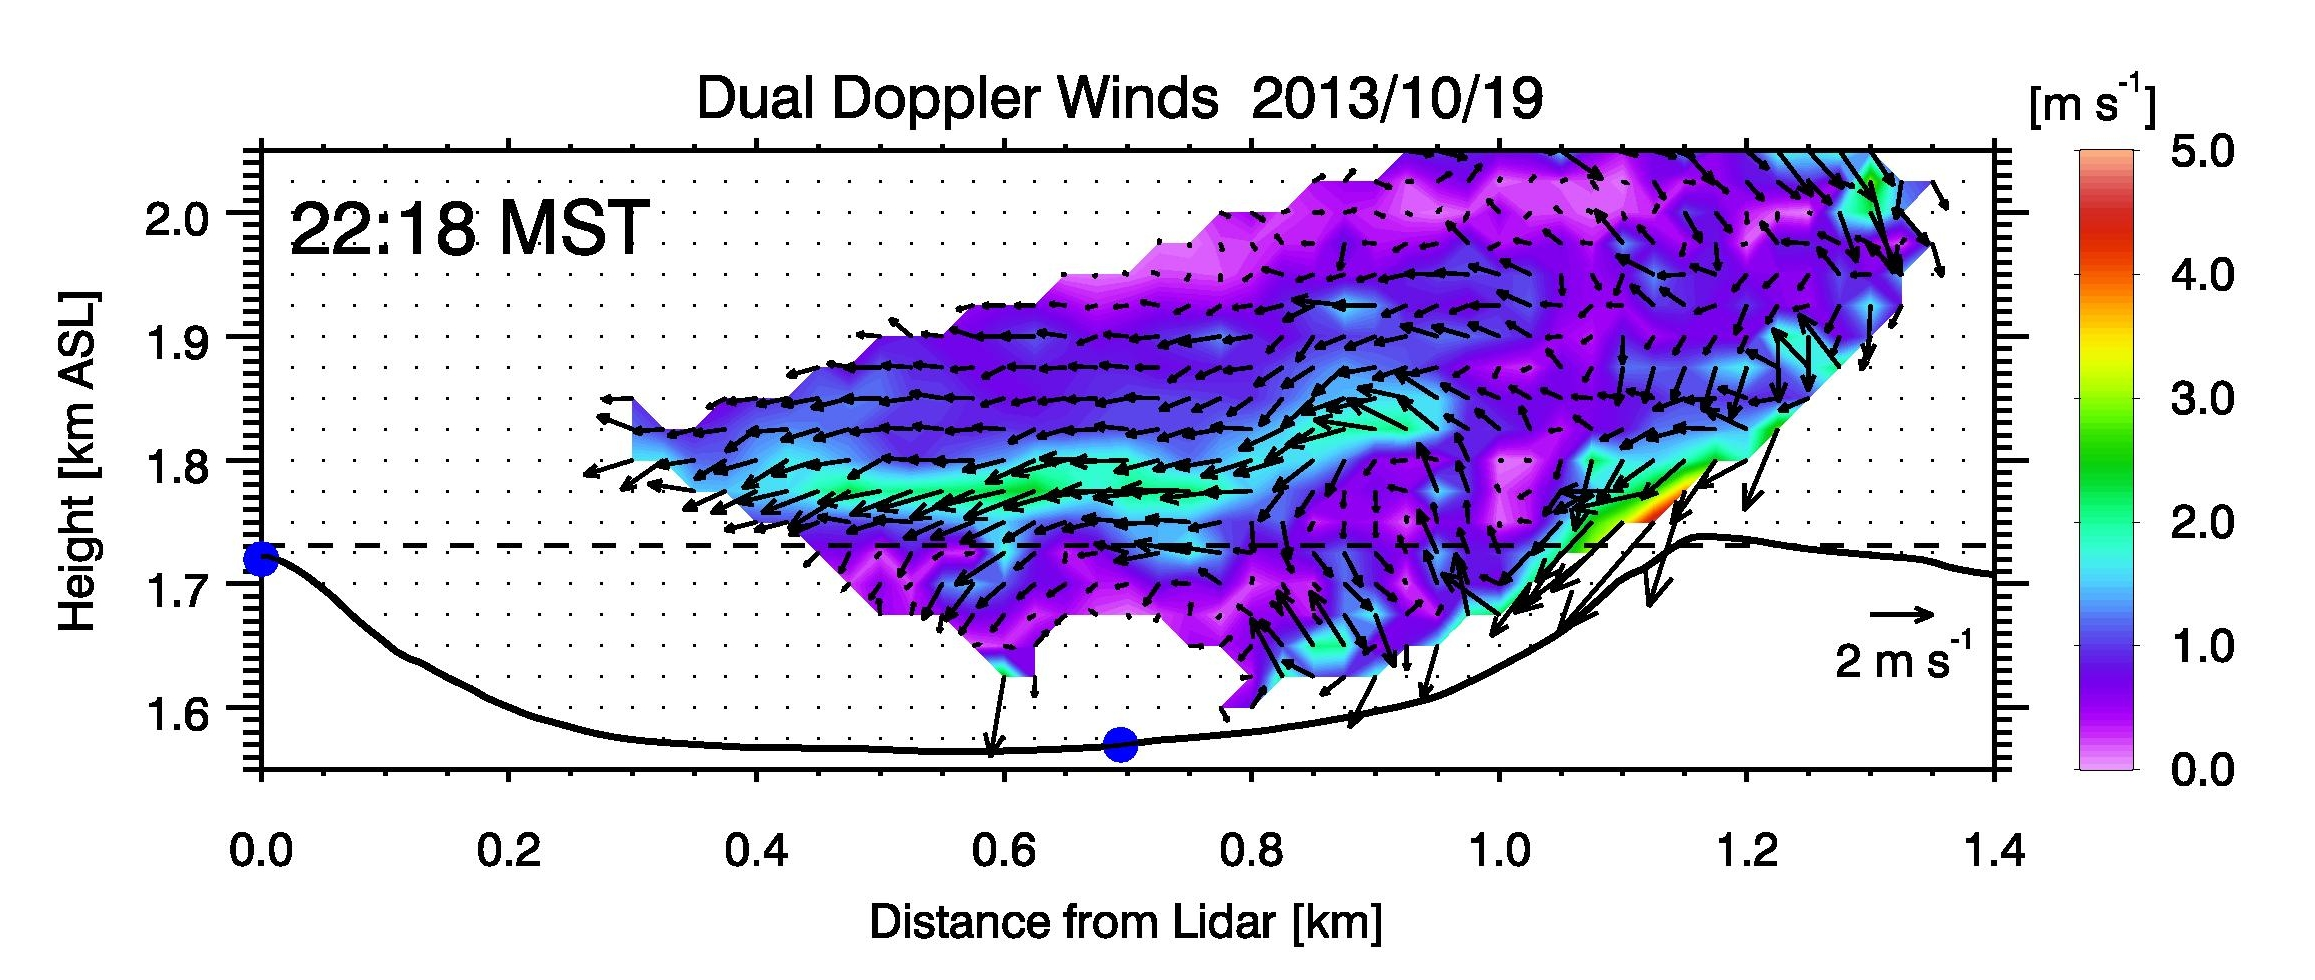 Dual Doppler Winds 2013/10/19
[m s⁻¹]
22:18 MST
Height [km ASL]
2.0
1.9
1.8
1.7
1.6
0.0 0.2 0.4 0.6 0.8 1.0 1.2 1.4
Distance from Lidar [km]
2 m s⁻¹
5.0
4.0
3.0
2.0
1.0
0.0